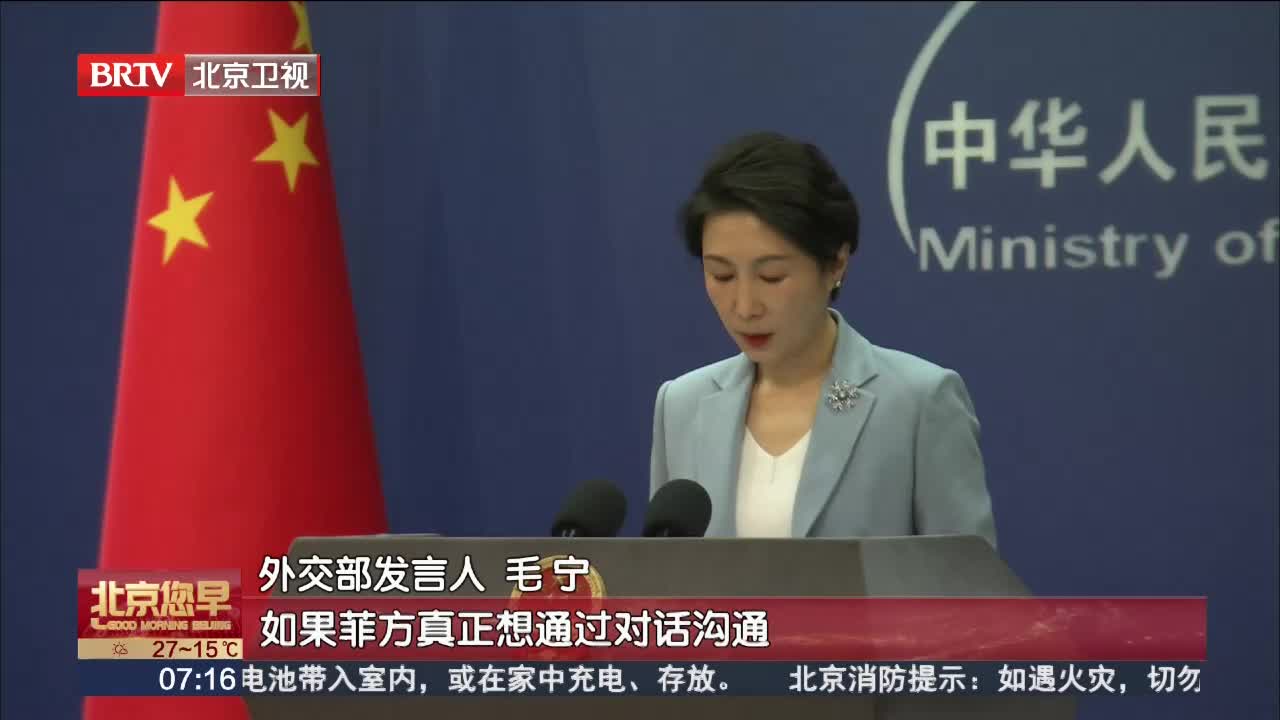 BRTV 北京卫视
中华人民
Ministry of
外交部发言人 毛宁
如果菲方真正想通过对话沟通
北京您早
GOOD MORNING BEIJING
27~15℃
07:16
电池带入室内，或在家中充电、存放。 北京消防提示：如遇火灾，切勿